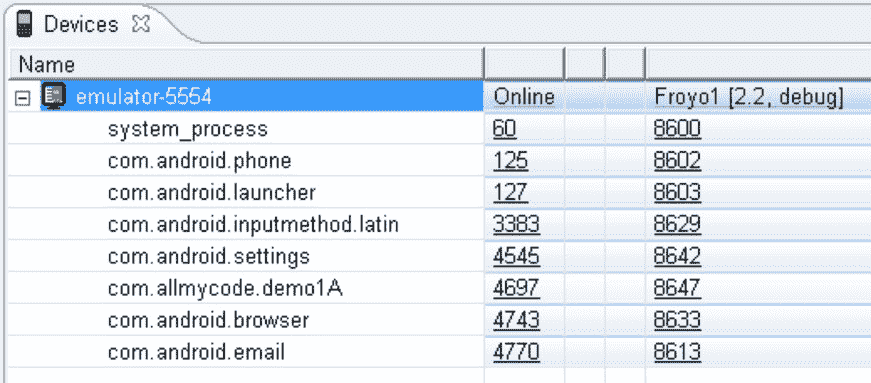 Devices
Name
emulator-5554 Online Froyo1 [2.2, debug]
system_process 60 8600
com.android.phone 125 8602
com.android.launcher 127 8603
com.android.inputmethod.latin 3383 8629
com.android.settings 4545 8642
com.allmycode.demo1A 4697 8647
com.android.browser 4743 8633
com.android.email 4770 8613